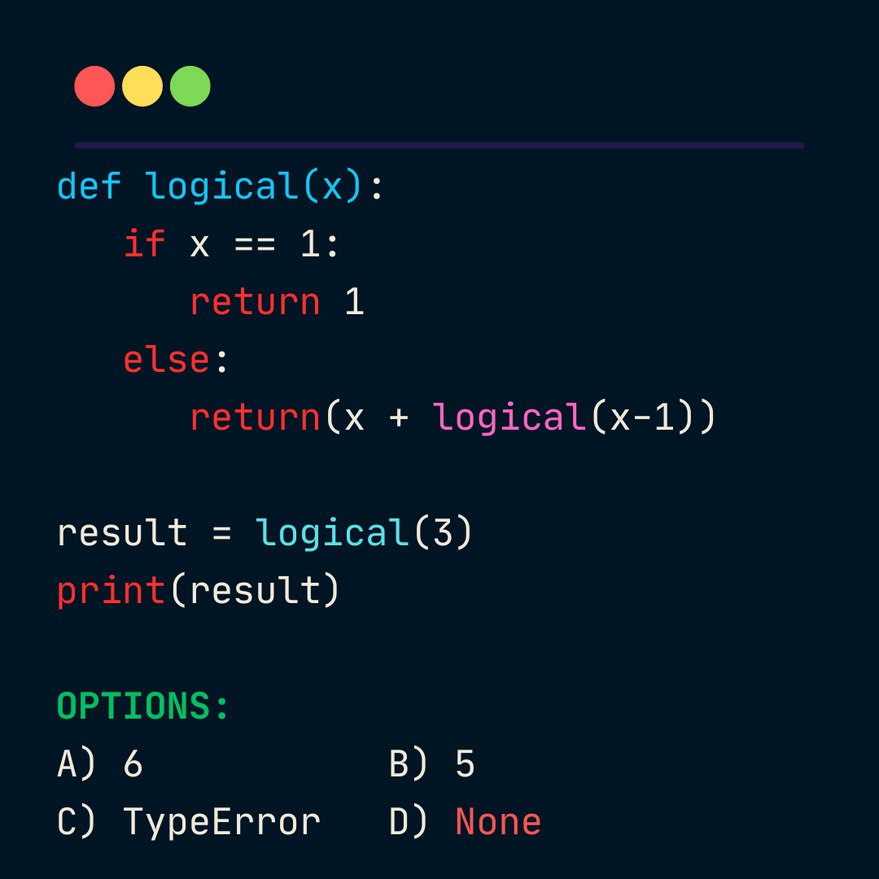 def logical(x):
   if x == 1:
      return 1
   else:
      return(x + logical(x-1))

result = logical(3)
print(result)

OPTIONS:
A) 6           B) 5
C) TypeError   D) None